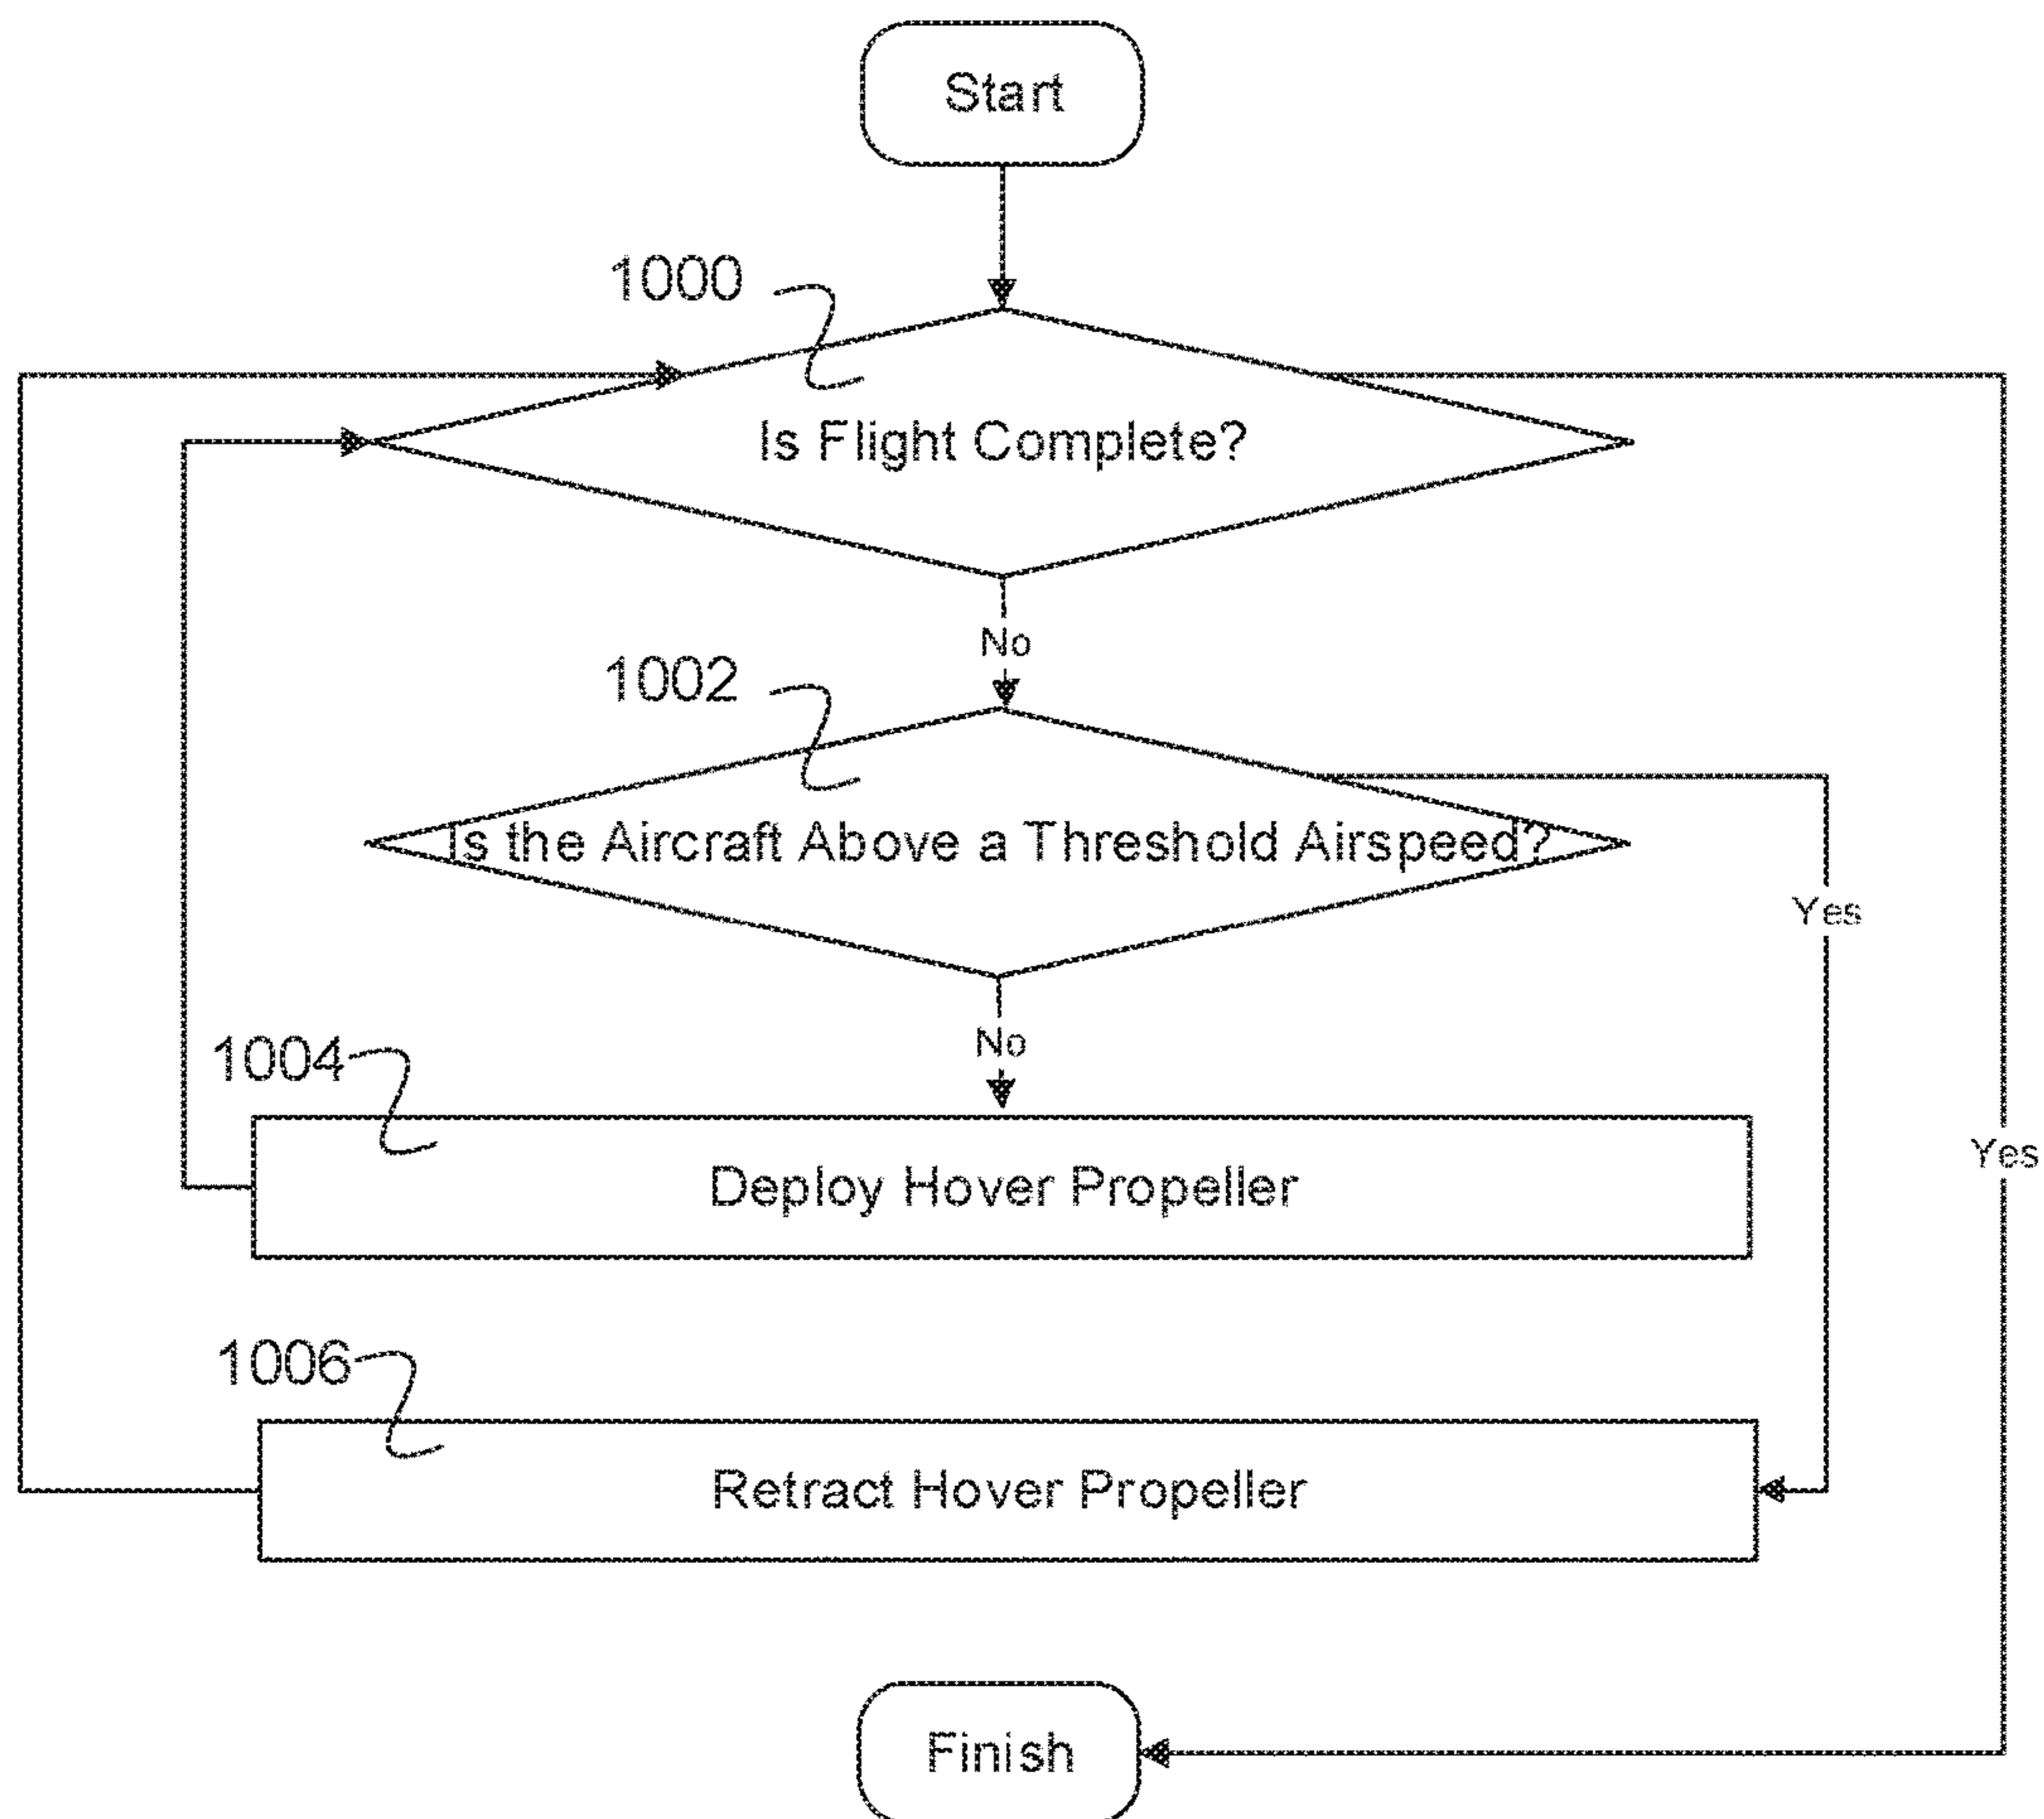 Start
1000
Is Flight Complete?
No
1002
Is the Aircraft Above a Threshold Airspeed?
Yes
No
1004
Yes
Deploy Hover Propeller
1006
Retract Hover Propeller
Finish